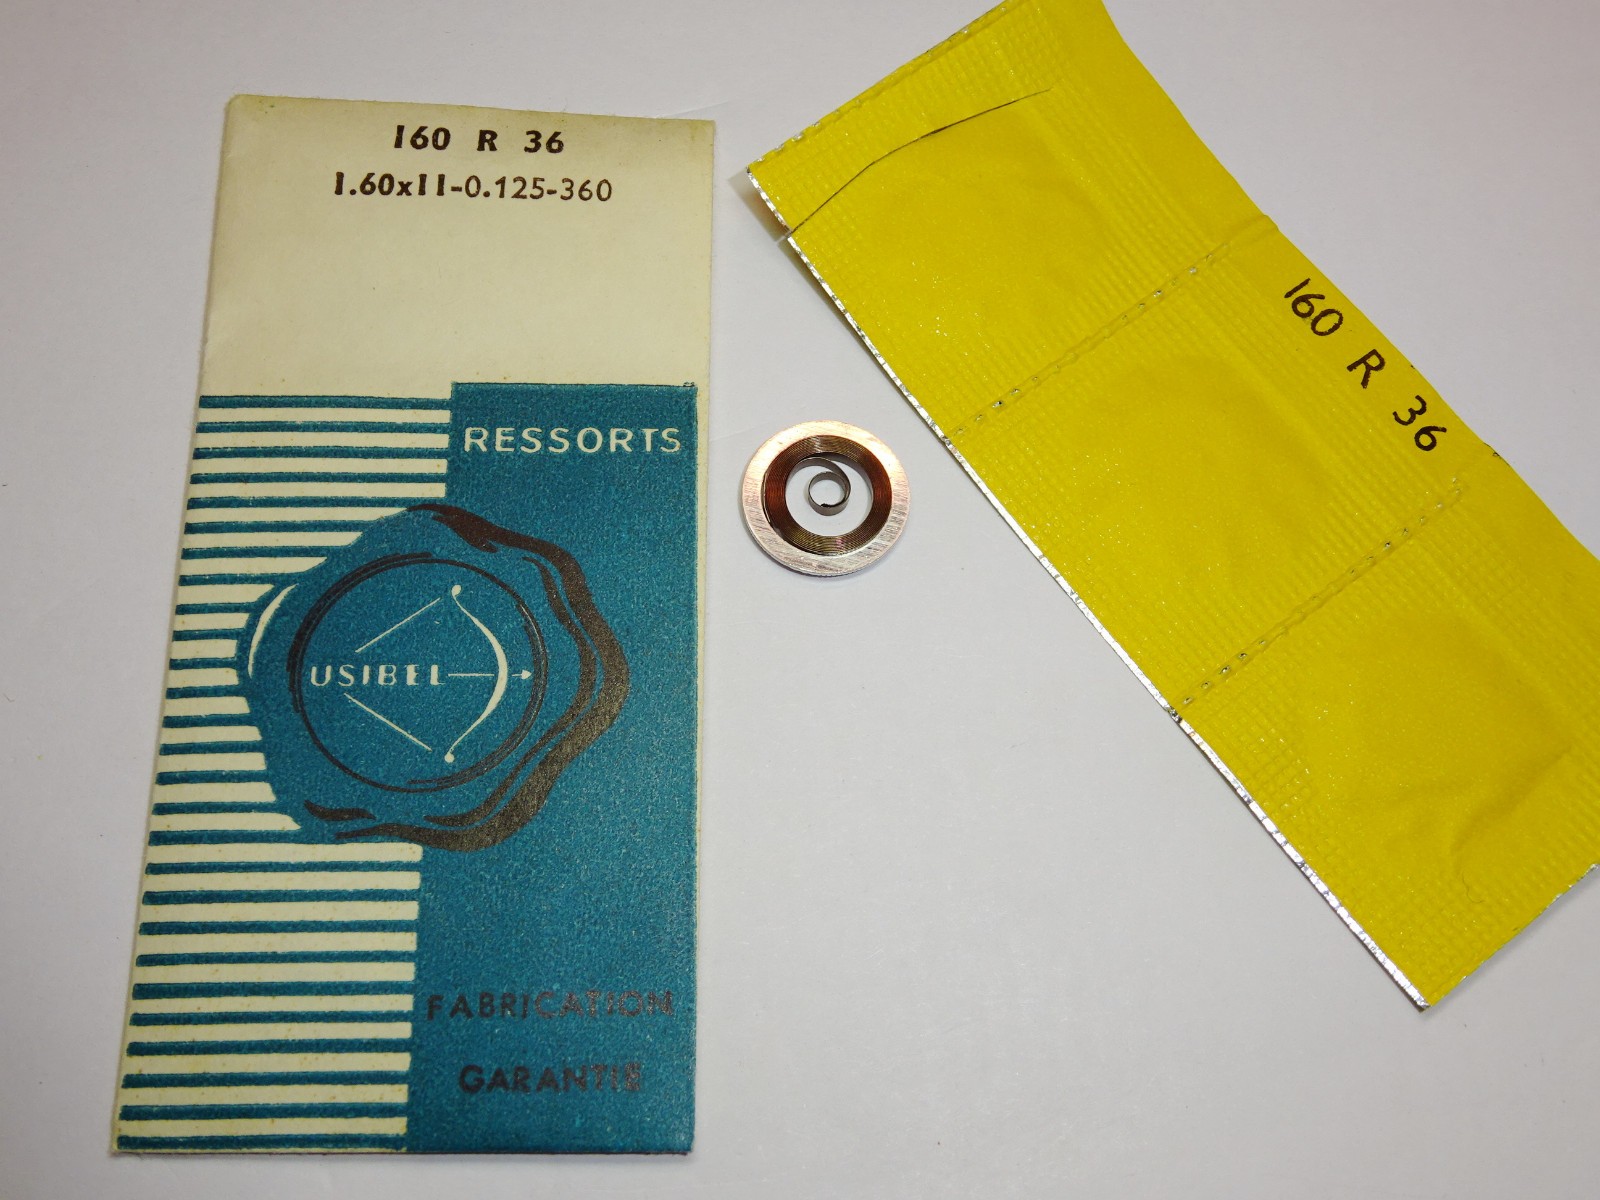 160 R 36
1.60x11-0.125-360
RESSORTS
USIBEL
FABRICATION
GARANTIE
160 R 36